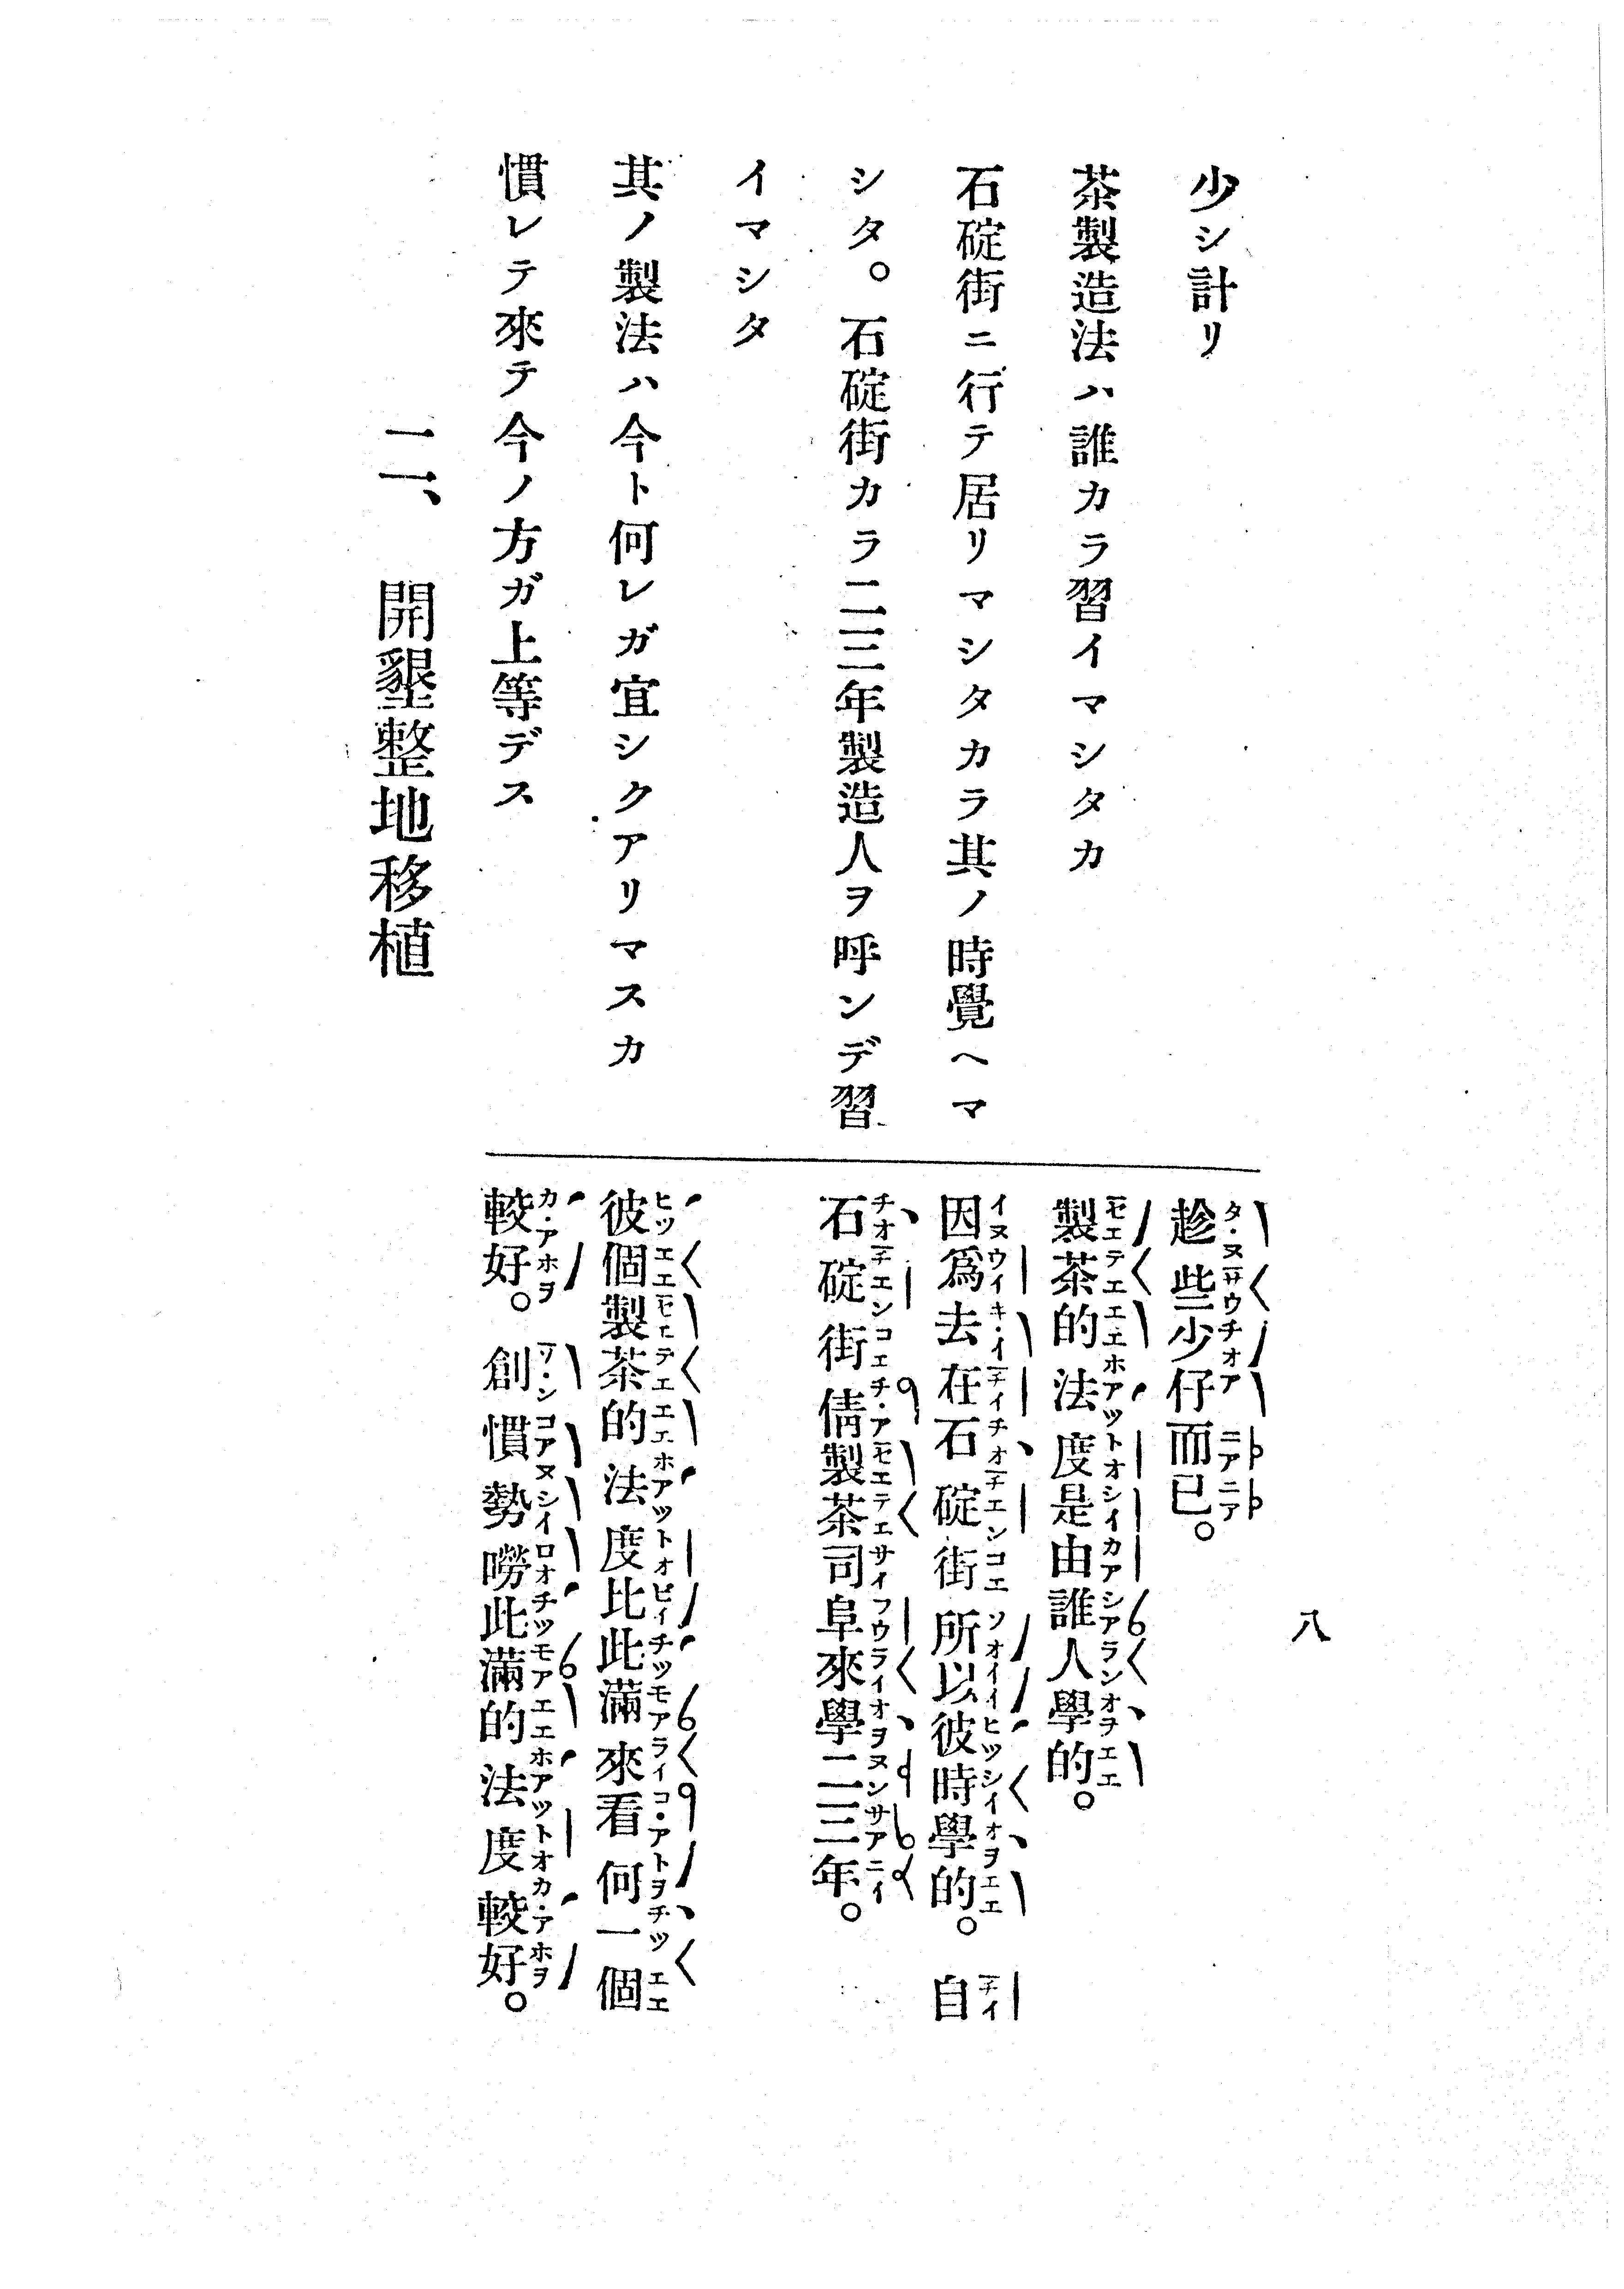 少シ計リ
茶製造法ハ誰カラ習イマシタカ
石碇街ニ行テ居リマシタカラ其ノ時覺ヘマ
シタ。石碇街カラ二三年製造人ヲ呼ンデ習
イマシタ
其ノ製法ハ今ト何レガ宜シクアリマスカ
慣レテ來テ今ノ方ガ上等デス
二、開墾整地移植
八
趁些少仔而已。
製茶的法度是由誰人學的。
因爲去在石碇街所以彼時學的。自
石碇街倩製茶司阜來學二三年。
彼個製茶的法度比此滿來看何一個
較好。創慣勢嘮此滿的法度較好。